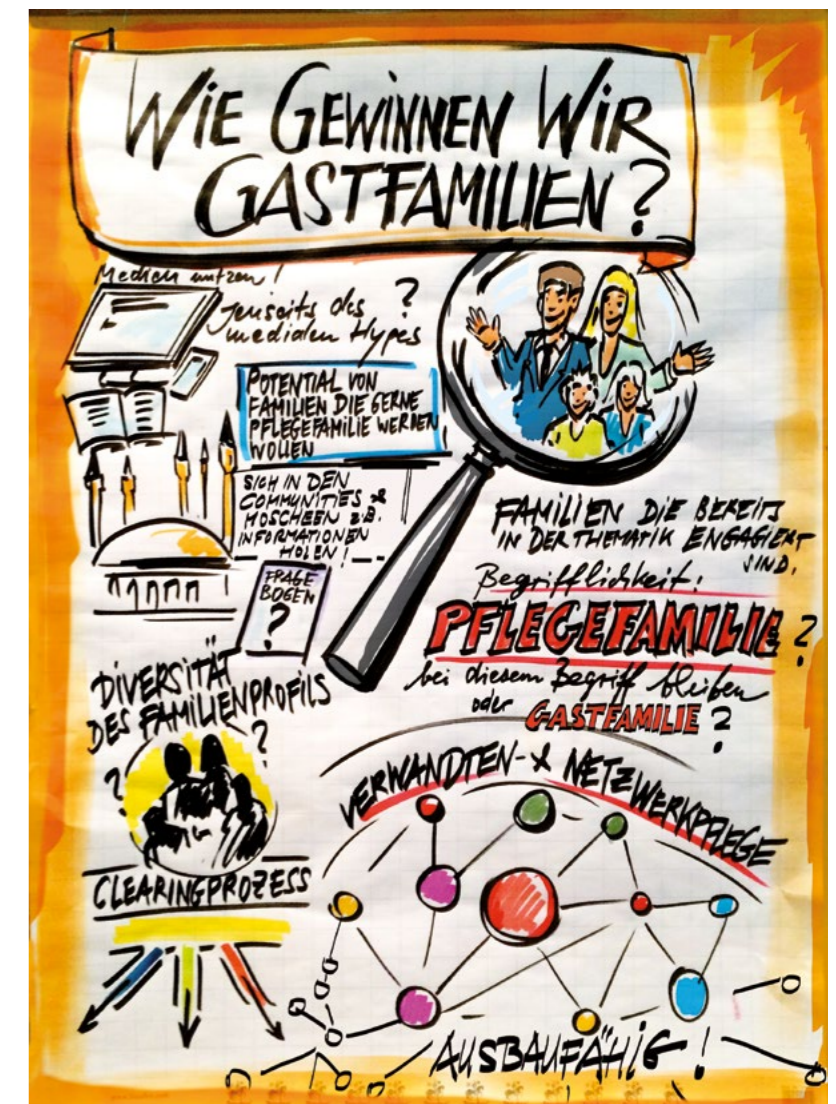 WIE GEWINNEN WIR
GASTFAMILIEN?
Medien nutzen!
Jenseits des
medialen Hypes?
POTENTIAL VON
FAMILIEN DIE GERNE
PFLEGEFAMILIE WERDEN
WOLLEN
SICH IN DEN
COMMUNITIES &
MOSCHEEN z.B.
INFORMATIONEN
HOLEN!
FRAGE
BOGEN
?
FAMILIEN DIE BEREITS
IN DER THEMATIK ENGAGIERT
SIND.
Begrifflichkeit:
PFLEGEFAMILIE?
bei diesem Begriff bleiben
oder GASTFAMILIE?
DIVERSITÄT
DES FAMILIENPROFILS
? ?
CLEARINGPROZESS
VERWANDTEN- & NETZWERKPFLEGE
AUSBAUFÄHIG!